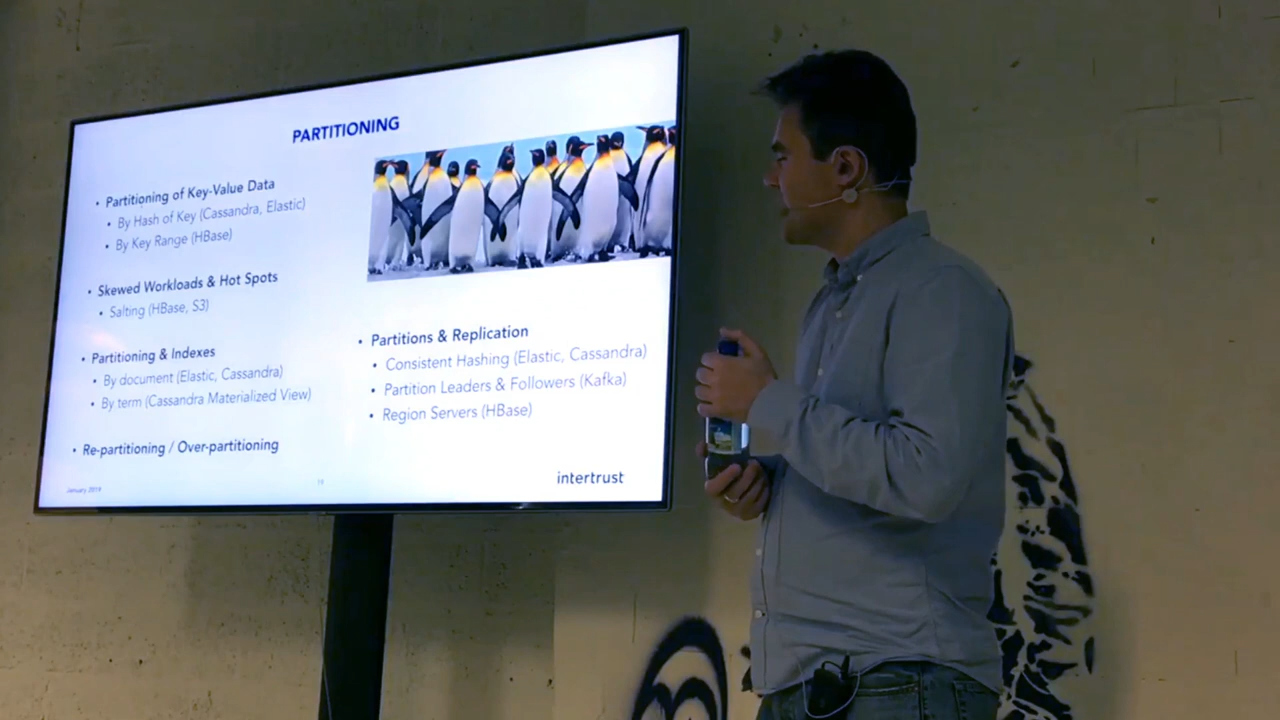 PARTITIONING
• Partitioning of Key-Value Data
• By Hash of Key (Cassandra, Elastic)
• By Key Range (HBase)
• Skewed Workloads & Hot Spots
• Salting (HBase, S3)
• Partitioning & Indexes
• By document (Elastic, Cassandra)
• By term (Cassandra Materialized View)
• Re-partitioning / Over-partitioning
• Partitions & Replication
• Consistent Hashing (Elastic, Cassandra)
• Partition Leaders & Followers (Kafka)
• Region Servers (HBase)
January 2019
intertrust